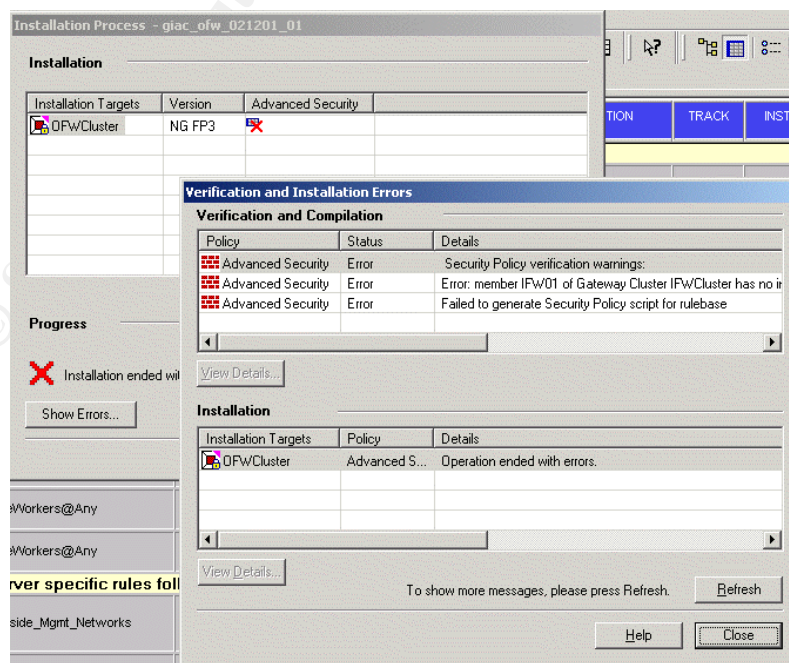 Installation Process - giac_ofw_021201_01
Installation
Installation Targets Version Advanced Security
OFWCluster NG FP3
TION TRACK INST
Verification and Installation Errors
Verification and Compilation
Policy Status Details
Advanced Security Error Security Policy verification warnings:
Advanced Security Error Error: member IFW01 of Gateway Cluster IFWCluster has no
Advanced Security Error Failed to generate Security Policy script for rulebase
View Details...
Progress
Installation ended
Show Errors...
Installation
Installation Targets Policy Details
OFWCluster Advanced S... Operation ended with errors.
View Details...
To show more messages, please press Refresh.
Refresh
Help Close
eWorkers@Any
eWorkers@Any
rver specific rules foll
side_Mgmt_Networks